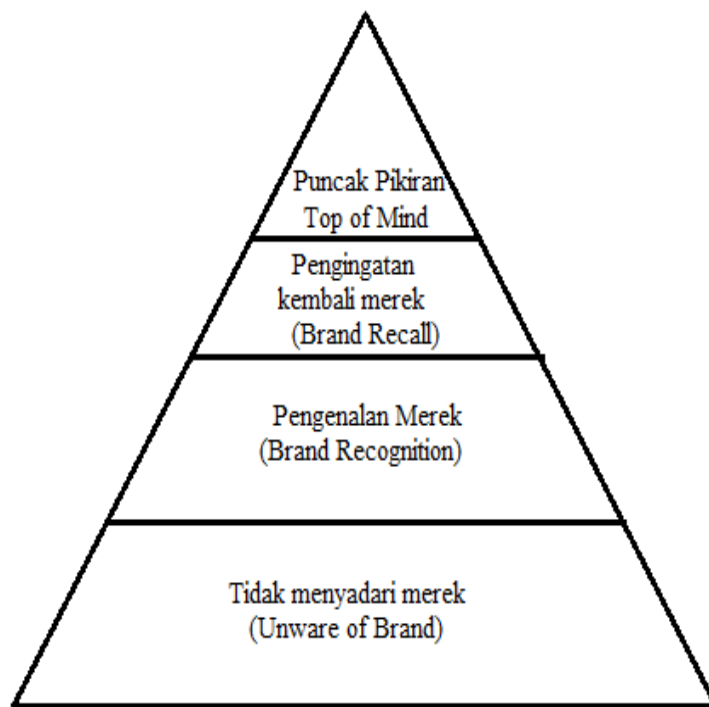 Puncak Pikiran
Top of Mind
Pengingatan
kembali merek
(Brand Recall)
Pengenalan Merek
(Brand Recognition)
Tidak menyadari merek
(Unware of Brand)